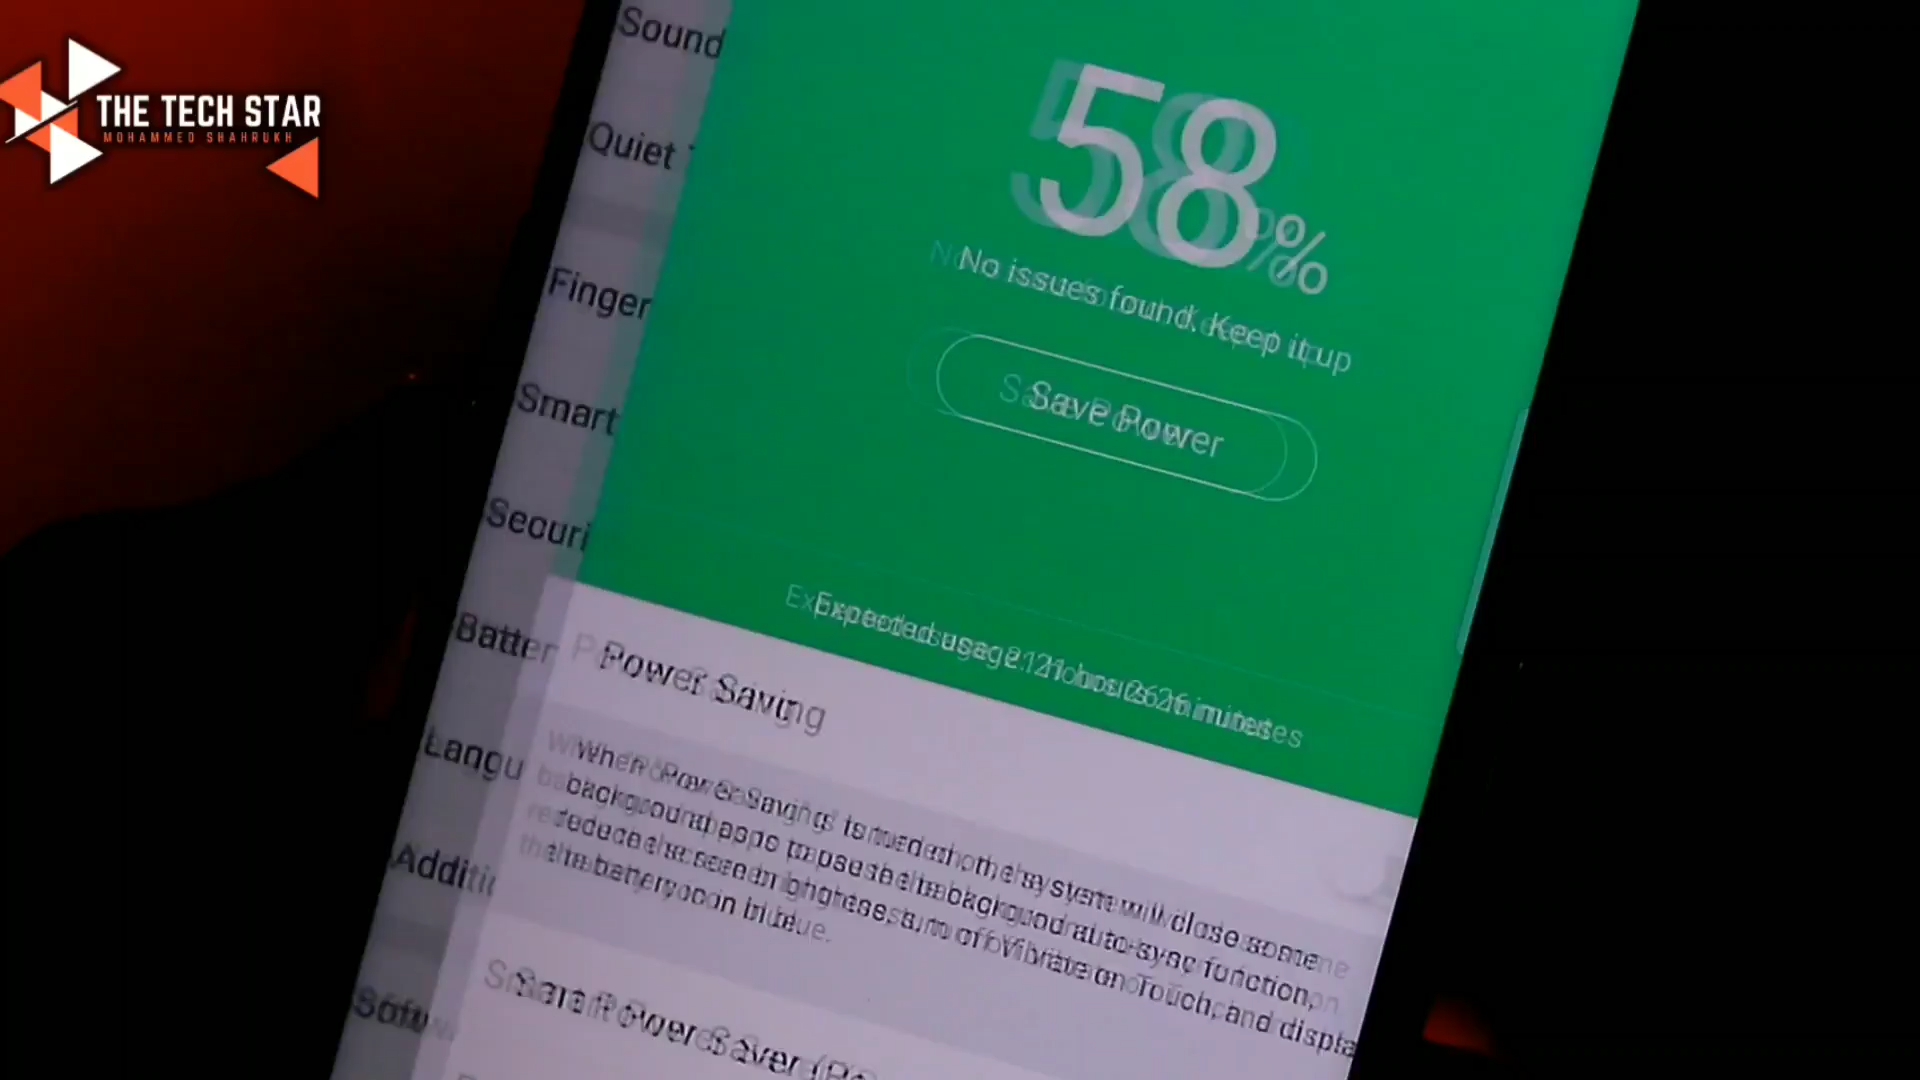 THE TECH STAR
MOHAMMED SHAHRUKH
Sound
Quiet
Finger
Smart
Securi
Batter
Langu
Additi
58%
No issues found. Keep it up
Save Power
Expected usage: 21 hours 26 minutes
Power Saving
When 'Power Saving' is turned on, the system will close some
background apps to pause the background auto-sync function,
reduce the screen brightness, turn off Vibrate on Touch, and displa
the battery icon in blue.
Smart Power Saver